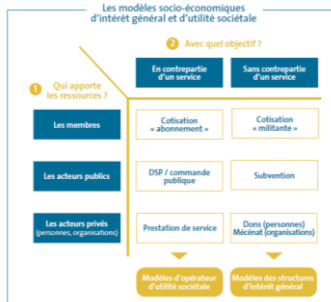 Les modèles socio-économiques
d'intérêt général et d'utilité sociétale
2 Avec quel objectif ?
En contrepartie
d'un service
Sans contrepartie
d'un service
1 Qui apporte
les ressources ?
Les membres
Cotisation
« abonnement »
Cotisation
« militante »
Les acteurs publics
DSP / commande
publique
Subvention
Les acteurs privés
(personnes, organisations)
Prestation de service
Dons (personnes)
Mécénat (organisations)
Modèles d'opérateur
d'utilité sociétale
Modèles des structures
d'intérêt général